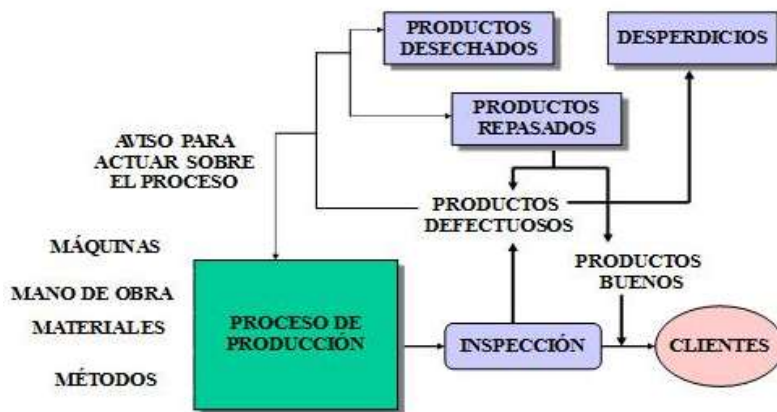 PRODUCTOS
DESECHADOS
DESPERDICIOS
PRODUCTOS
REPASADOS
AVISO PARA
ACTUAR SOBRE
EL PROCESO
PRODUCTOS
DEFECTUOSOS
MÁQUINAS
PRODUCTOS
BUENOS
MANO DE OBRA
MATERIALES
PROCESO DE
PRODUCCIÓN
INSPECCIÓN
CLIENTES
MÉTODOS